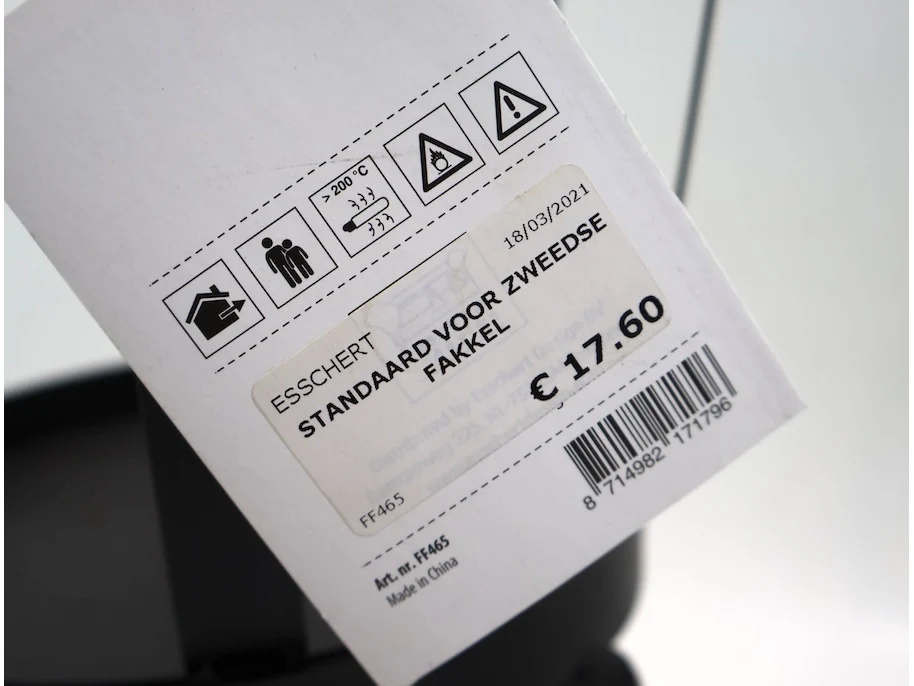 > 200 °C
18/03/2021
ESSCHERT
STANDAARD VOOR ZWEEDSE
FAKKEL
€ 17.60
FF465
8 714982 171796
Art. nr. FF465
Made in China